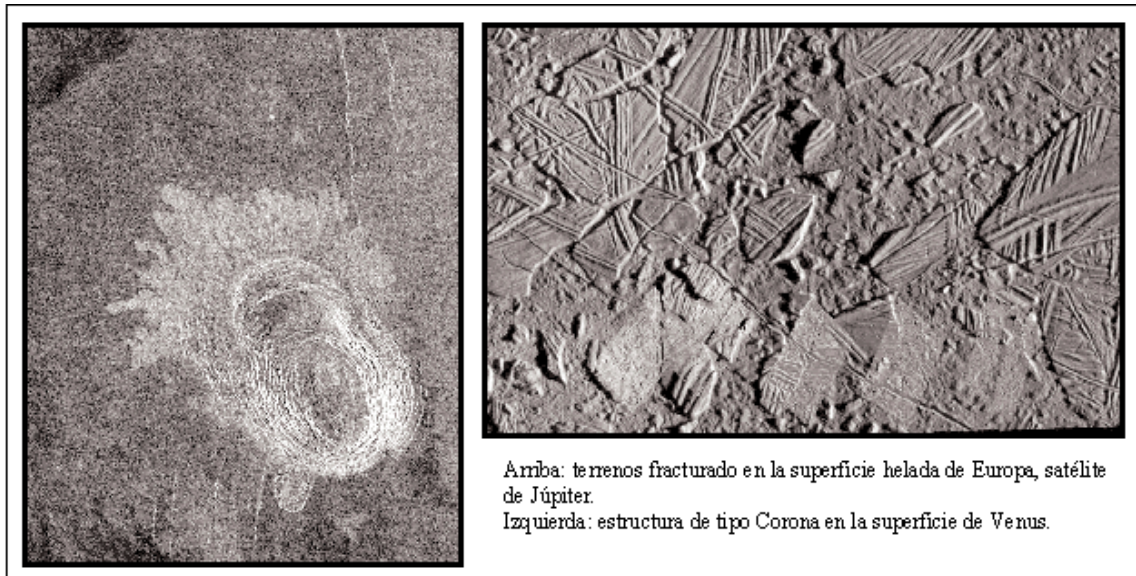 Arriba: terrenos fracturado en la superficie helada de Europa, satélite
de Júpiter.
Izquierda: estructura de tipo Corona en la superficie de Venus.